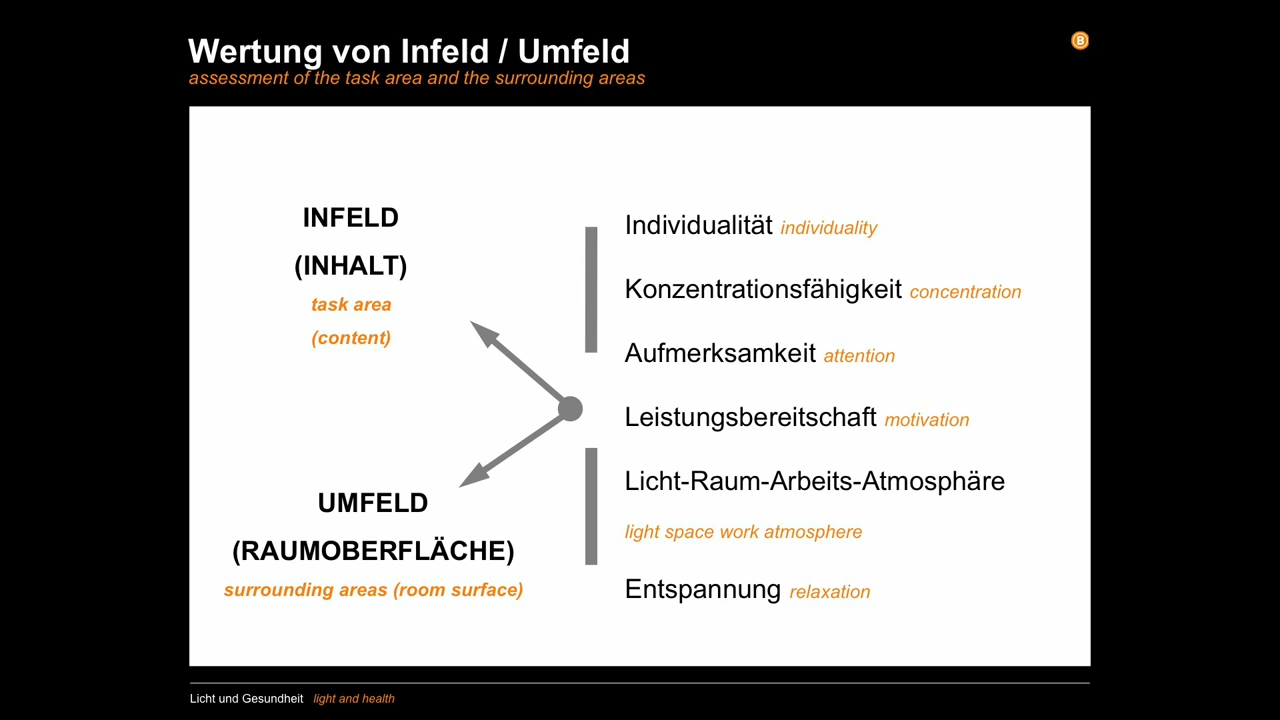 Wertung von Infeld / Umfeld
B
assessment of the task area and the surrounding areas
INFELD
(INHALT)
task area
(content)
UMFELD
(RAUMOBERFLÄCHE)
surrounding areas (room surface)
Individualität individuality
Konzentrationsfähigkeit concentration
Aufmerksamkeit attention
Leistungsbereitschaft motivation
Licht-Raum-Arbeits-Atmosphäre
light space work atmosphere
Entspannung relaxation
Licht und Gesundheit light and health